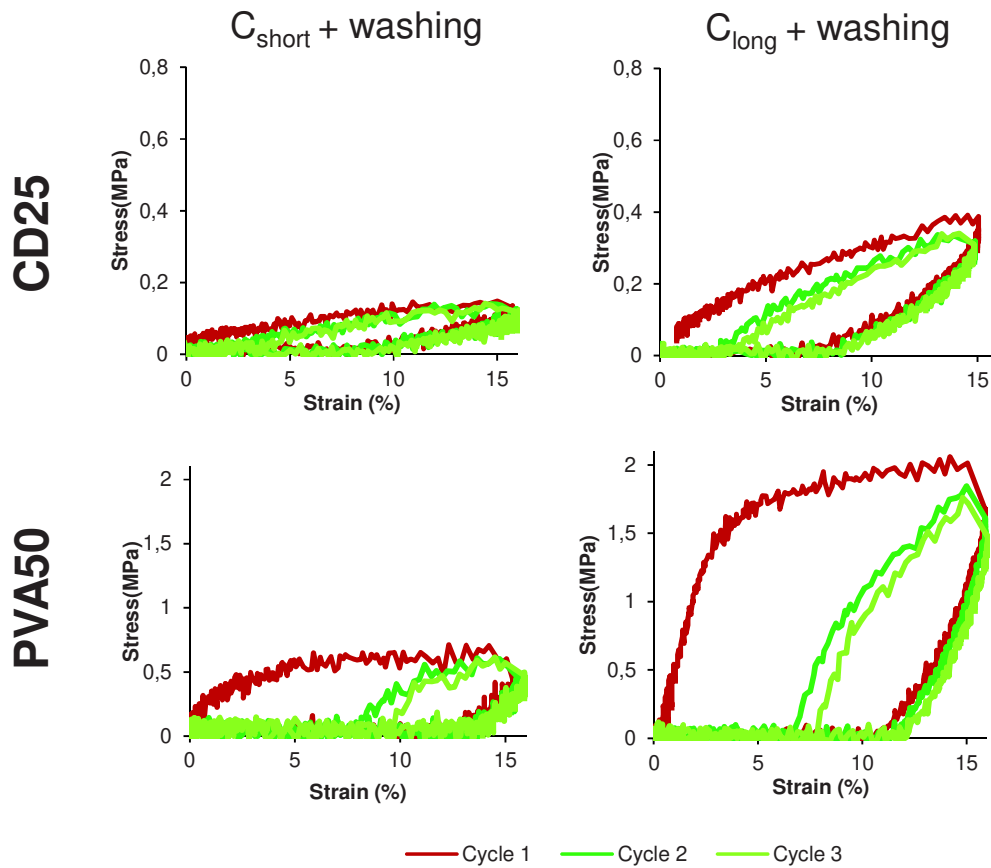 C_short + washing
C_long + washing
CD25
Stress(MPa)
0,8
0,6
0,4
0,2
0
0 5 10 15
Strain (%)
Stress(MPa)
0,8
0,6
0,4
0,2
0
0 5 10 15
Strain (%)
PVA50
Stress(MPa)
2
1.5
1
0.5
0
0 5 10 15
Strain (%)
Stress(MPa)
2
1.5
1
0.5
0
0 5 10 15
Strain (%)
Cycle 1 Cycle 2 Cycle 3